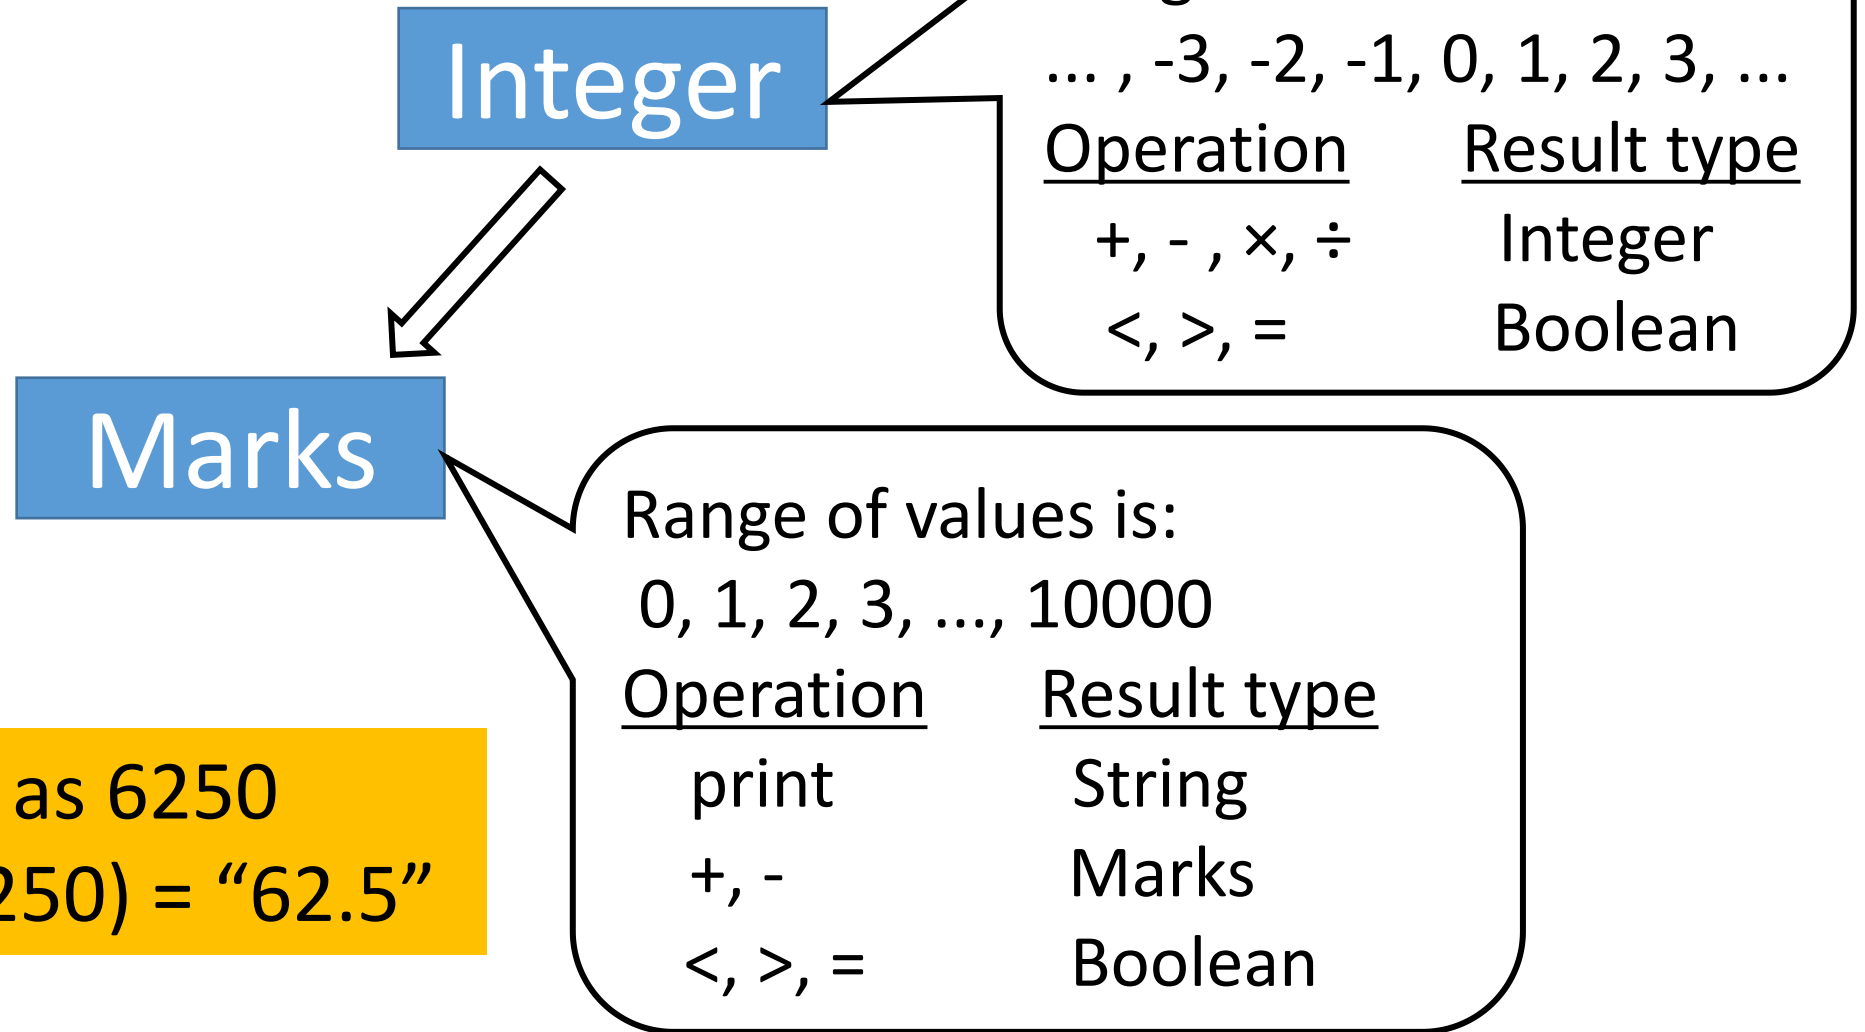 Integer
... , -3, -2, -1, 0, 1, 2, 3, ...
Operation Result type
+, - , ×, ÷ Integer
<, >, = Boolean
Marks
Range of values is:
0, 1, 2, 3, ..., 10000
Operation Result type
print String
+, - Marks
<, >, = Boolean
as 6250
250) = “62.5”